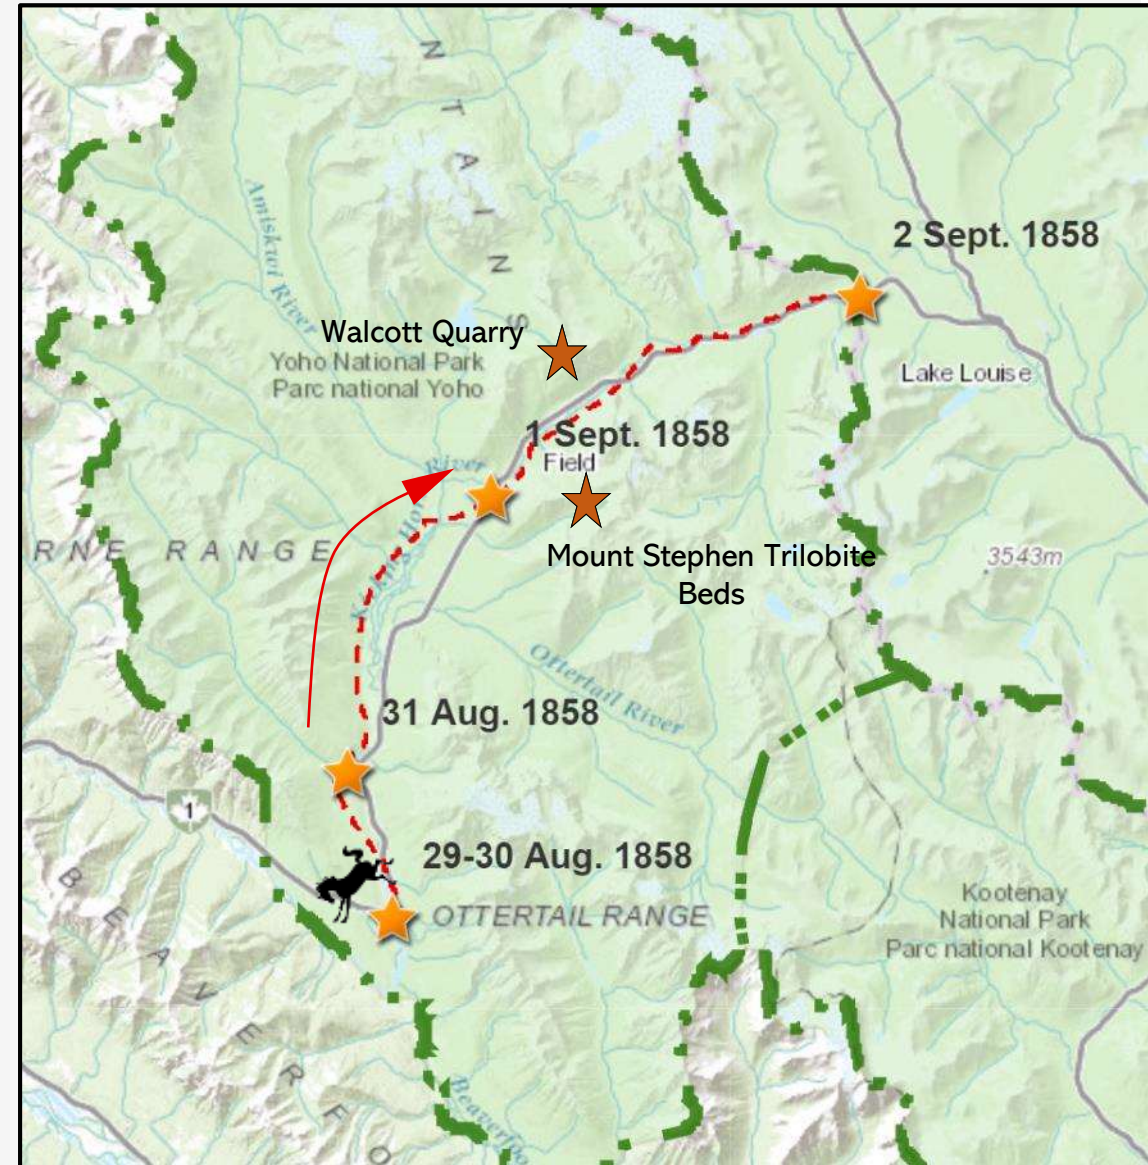 N
T
A
I
N
S
Amiskwi River
2 Sept. 1858
Walcott Quarry
Yoho National Park
Parc national Yoho
Lake Louise
1 Sept. 1858
Field
River
RNE RANGE
Mount Stephen Trilobite
Beds
3543m
Ottertail River
31 Aug. 1858
1
29-30 Aug. 1858
OTTERTAIL RANGE
Kootenay
National Park
Parc national Kootenay
B
E
A
V
E
R
F
O
Beaverfoo